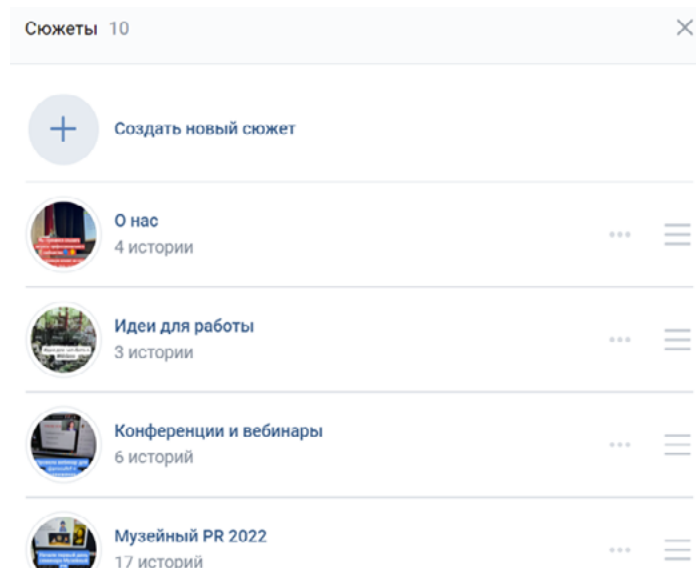 Сюжеты 10
Создать новый сюжет
О нас
4 истории
Идеи для работы
3 истории
Конференции и вебинары
6 историй
Музейный PR 2022
17 историй